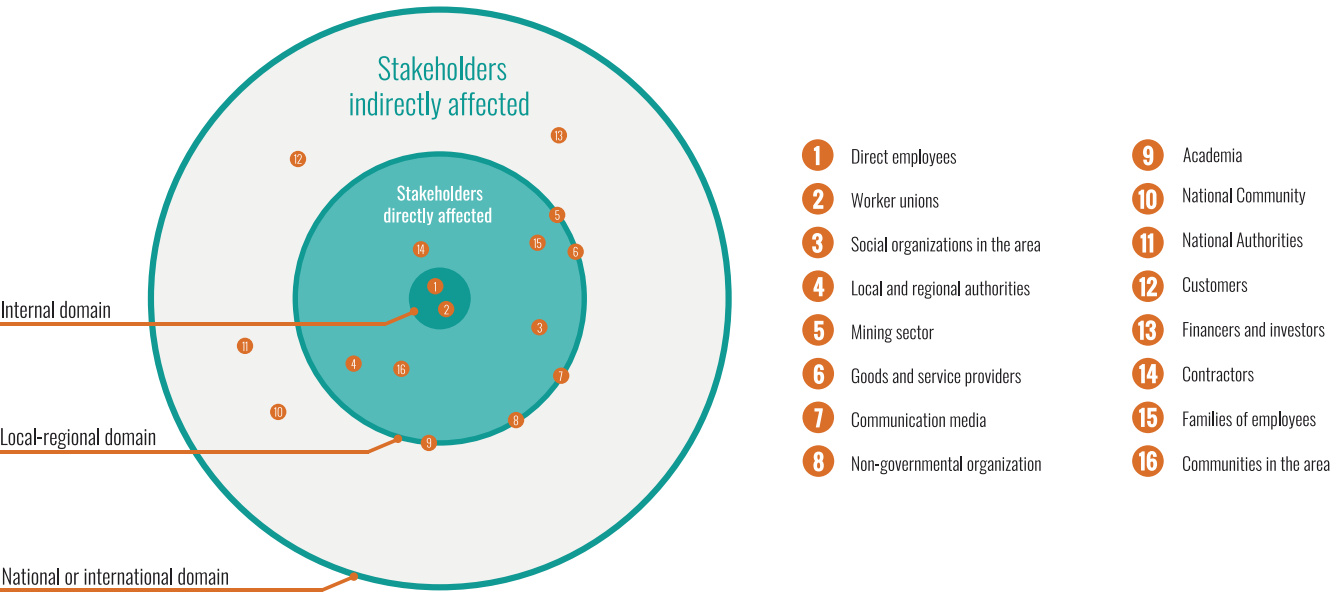 Stakeholders
indirectly affected
13
12
Stakeholders
directly affected
5
15
6
14
1
2
Internal domain
3
11
4
16
7
10
8
Local-regional domain
9
National or international domain
1 Direct employees
2 Worker unions
3 Social organizations in the area
4 Local and regional authorities
5 Mining sector
6 Goods and service providers
7 Communication media
8 Non-governmental organization
9 Academia
10 National Community
11 National Authorities
12 Customers
13 Financers and investors
14 Contractors
15 Families of employees
16 Communities in the area